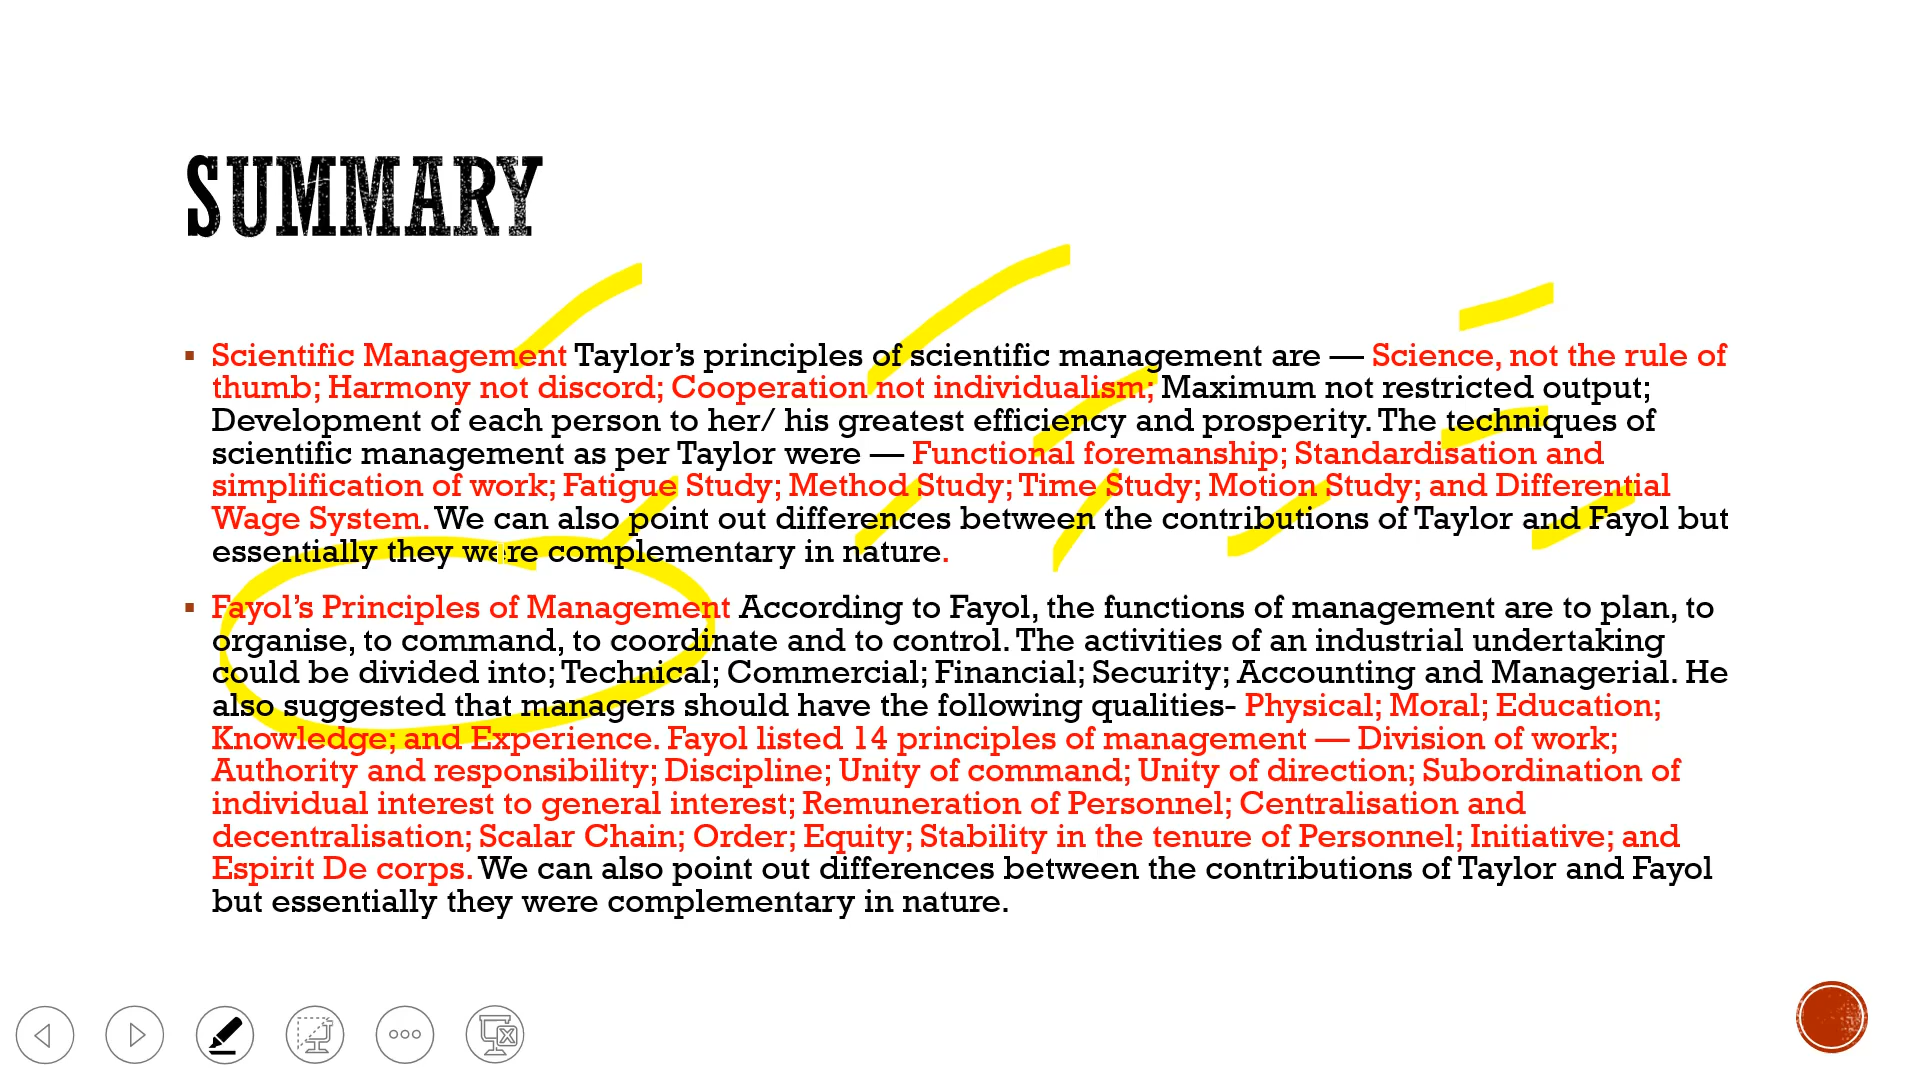 SUMMARY
▪ Scientific Management Taylor’s principles of scientific management are — Science, not the rule of
thumb; Harmony not discord; Cooperation not individualism; Maximum not restricted output;
Development of each person to her/ his greatest efficiency and prosperity. The techniques of
scientific management as per Taylor were — Functional foremanship; Standardisation and
simplification of work; Fatigue Study; Method Study; Time Study; Motion Study; and Differential
Wage System. We can also point out differences between the contributions of Taylor and Fayol but
essentially they were complementary in nature.
▪ Fayol’s Principles of Management According to Fayol, the functions of management are to plan, to
organise, to command, to coordinate and to control. The activities of an industrial undertaking
could be divided into; Technical; Commercial; Financial; Security; Accounting and Managerial. He
also suggested that managers should have the following qualities- Physical; Moral; Education;
Knowledge; and Experience. Fayol listed 14 principles of management — Division of work;
Authority and responsibility; Discipline; Unity of command; Unity of direction; Subordination of
individual interest to general interest; Remuneration of Personnel; Centralisation and
decentralisation; Scalar Chain; Order; Equity; Stability in the tenure of Personnel; Initiative; and
Espirit De corps. We can also point out differences between the contributions of Taylor and Fayol
but essentially they were complementary in nature.